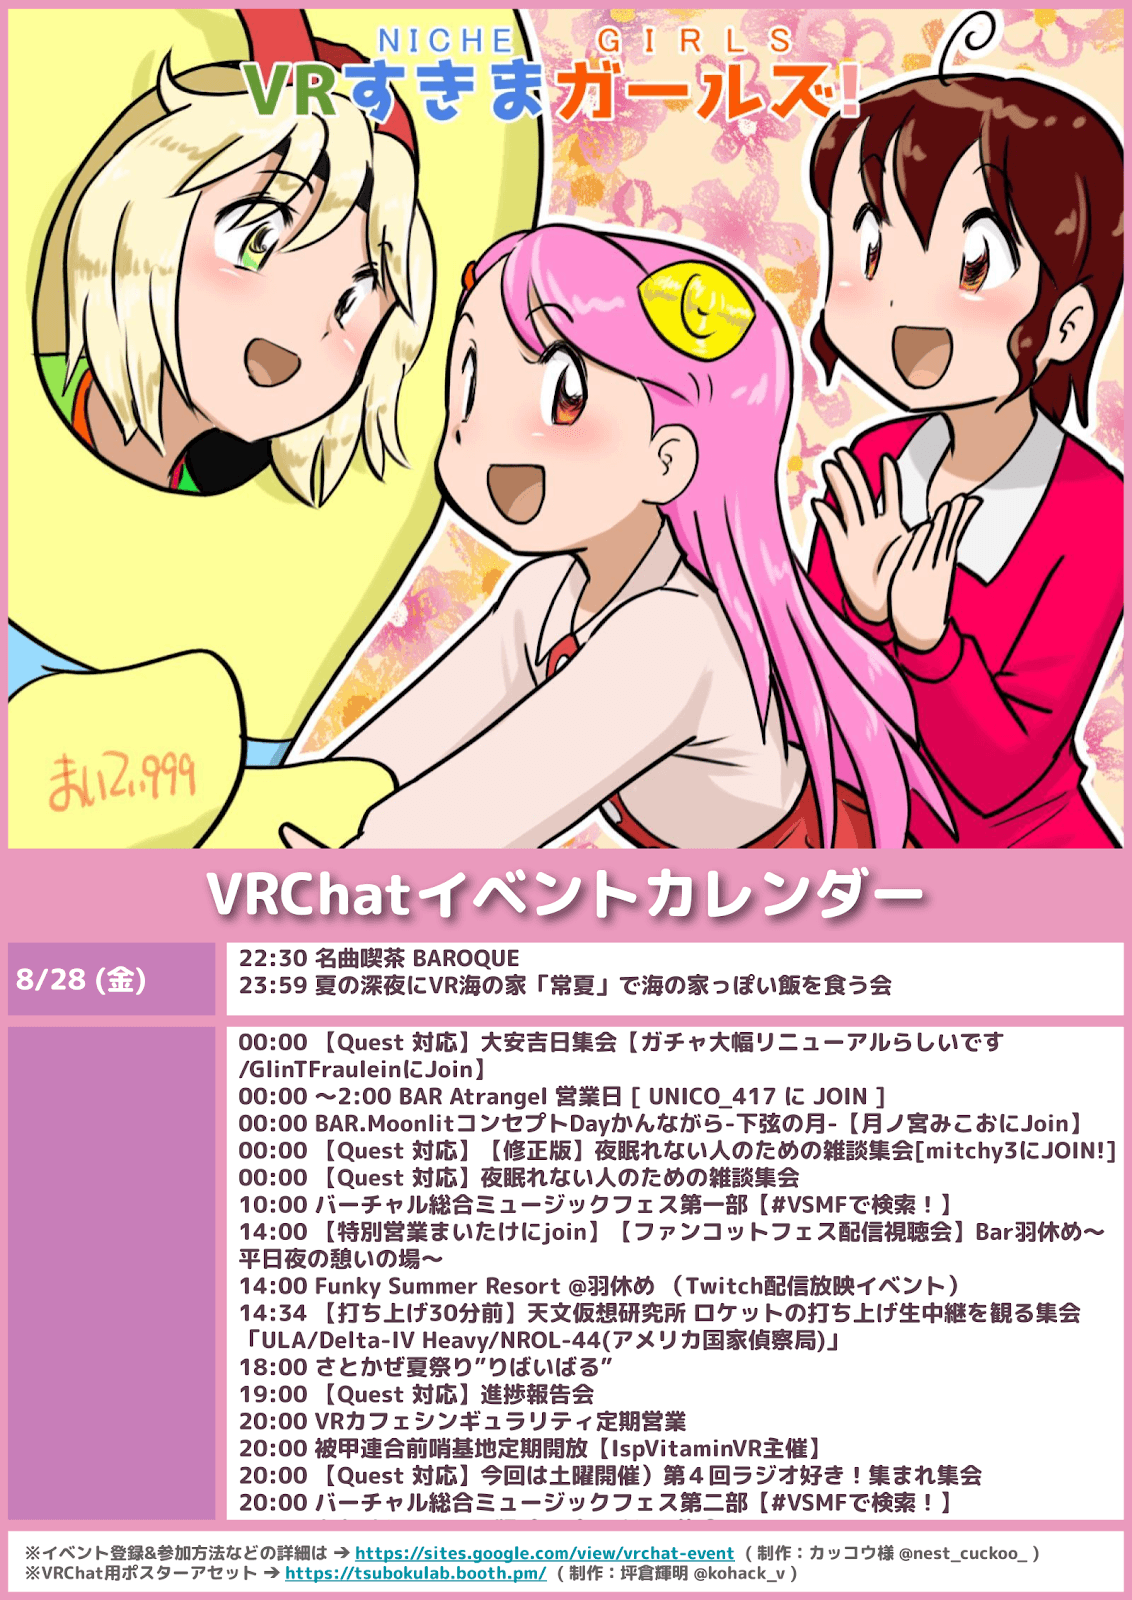 NICHE GIRLS
VRすきまガールズ!
まいてい999
VRChatイベントカレンダー
8/28 (金)
22:30 名曲喫茶 BAROQUE
23:59 夏の深夜にVR海の家「常夏」で海の家っぽい飯を食う会
00:00 【Quest 対応】大安吉日集会【ガチャ大幅リニューアルらしいです
/GlinTFrauleinにJoin】
00:00 〜2:00 BAR Atrangel 営業日 [ UNICO_417 に JOIN ]
00:00 BAR.MoonlitコンセプトDayかんながら-下弦の月-【月ノ宮みこおにJoin】
00:00 【Quest 対応】【修正版】夜眠れない人のための雑談集会[mitchy3にJOIN!]
00:00 【Quest 対応】夜眠れない人のための雑談集会
10:00 バーチャル総合ミュージックフェス第一部【#VSMFで検索！】
14:00 【特別営業まいたけにjoin】【ファンコットフェス配信視聴会】Bar羽休め〜
平日夜の憩いの場〜
14:00 Funky Summer Resort @羽休め （Twitch配信放映イベント）
14:34 【打ち上げ30分前】天文仮想研究所 ロケットの打ち上げ生中継を観る集会
「ULA/Delta-IV Heavy/NROL-44(アメリカ国家偵察局)」
18:00 さとかぜ夏祭り”りばいばる”
19:00 【Quest 対応】進捗報告会
20:00 VRカフェシンギュラリティ定期営業
20:00 被甲連合前哨基地定期開放【IspVitaminVR主催】
20:00 【Quest 対応】今回は土曜開催）第４回ラジオ好き！集まれ集会
20:00 バーチャル総合ミュージックフェス第二部【#VSMFで検索！】
※イベント登録&参加方法などの詳細は ➔ https://sites.google.com/view/vrchat-event ( 制作：カッコウ様 @nest_cuckoo_ )
※VRChat用ポスターアセット ➔ https://tsubokulab.booth.pm/ ( 制作：坪倉輝明 @kohack_v )